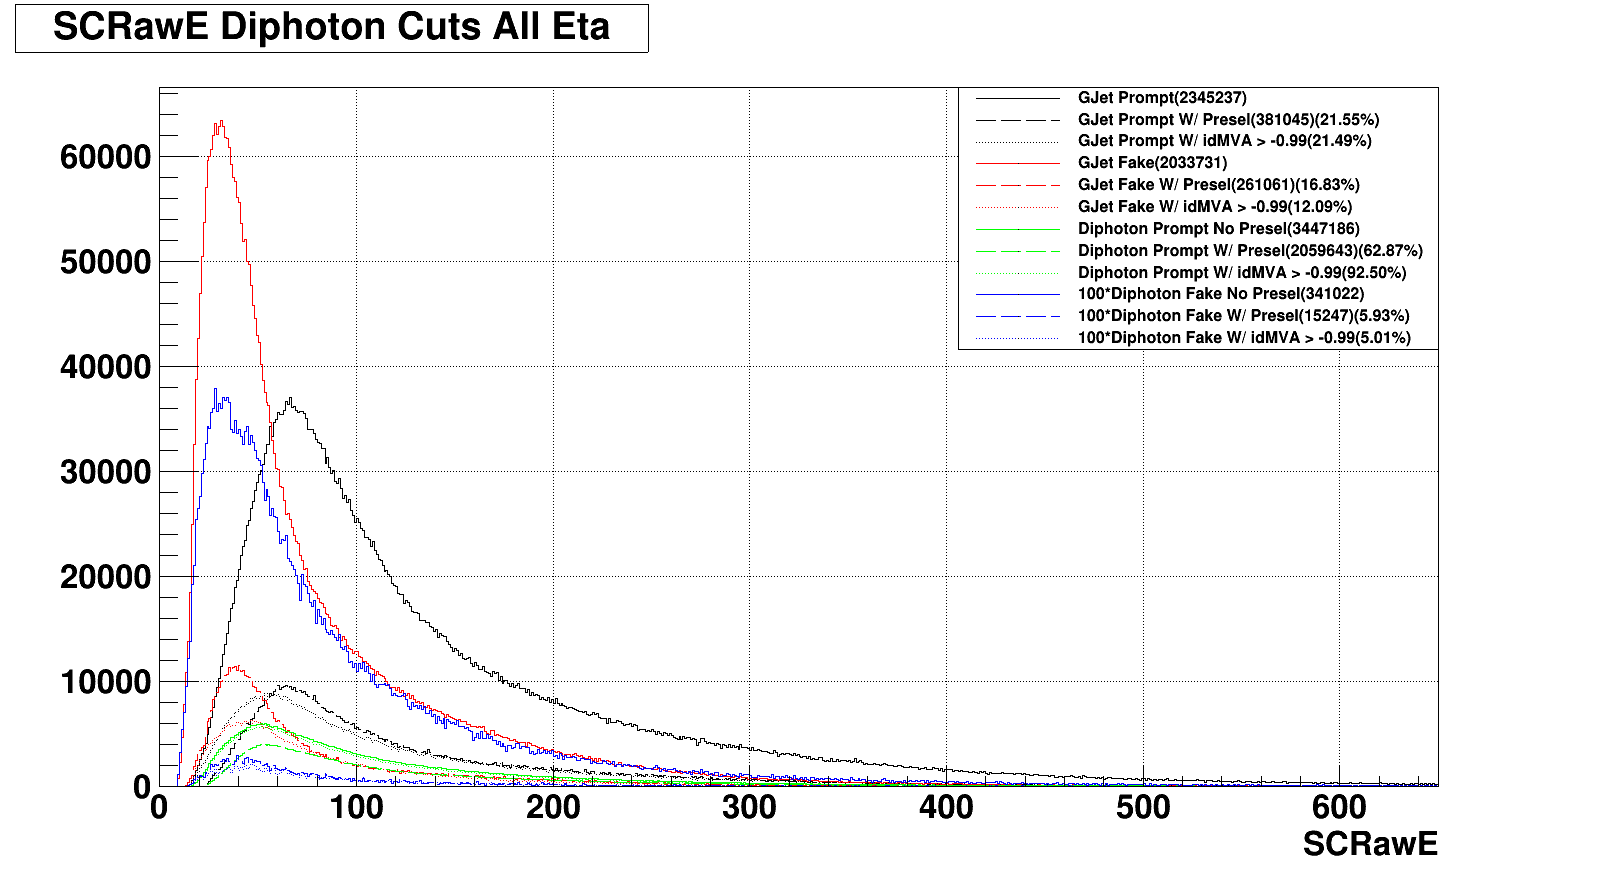 SCRawE Diphoton Cuts All Eta
GJet Prompt(2345237)
GJet Prompt W/ Presel(381045)(21.55%)
GJet Prompt W/ idMVA > -0.99(21.49%)
GJet Fake(2033731)
GJet Fake W/ Presel(261061)(16.83%)
GJet Fake W/ idMVA > -0.99(12.09%)
Diphoton Prompt No Presel(3447186)
Diphoton Prompt W/ Presel(2059643)(62.87%)
Diphoton Prompt W/ idMVA > -0.99(92.50%)
100*Diphoton Fake No Presel(341022)
100*Diphoton Fake W/ Presel(15247)(5.93%)
100*Diphoton Fake W/ idMVA > -0.99(5.01%)
60000
50000
40000
30000
20000
10000
0
0 100 200 300 400 500 600
SCRawE